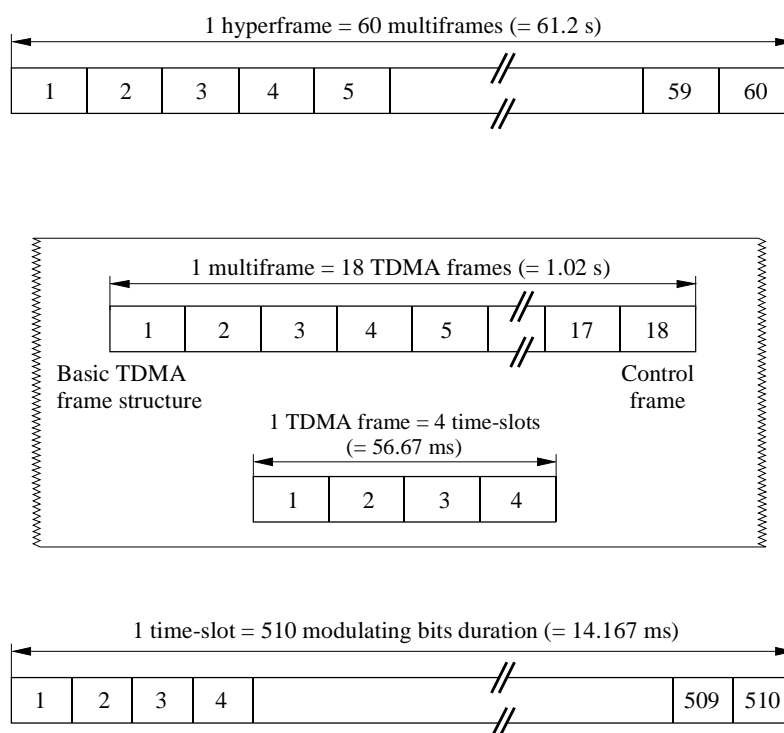 1 hyperframe = 60 multiframes (= 61.2 s)
1 2 3 4 5 59 60
1 multiframe = 18 TDMA frames (= 1.02 s)
1 2 3 4 5 17 18
Basic TDMA
frame structure
Control
frame
1 TDMA frame = 4 time-slots
(= 56.67 ms)
1 2 3 4
1 time-slot = 510 modulating bits duration (= 14.167 ms)
1 2 3 4 509 510